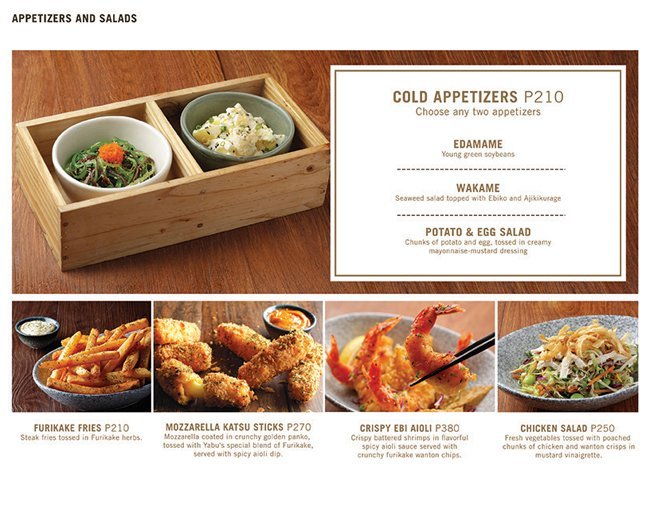 APPETIZERS AND SALADS
COLD APPETIZERS P210
Choose any two appetizers
EDAMAME
Young green soybeans
WAKAME
Seaweed salad topped with Ebiko and Ajikikurage
POTATO & EGG SALAD
Chunks of potato and egg, tossed in creamy
mayonnaise-mustard dressing
FURIKAKE FRIES P210
Steak fries tossed in Furikake herbs.
MOZZARELLA KATSU STICKS P270
Mozzarella coated in crunchy golden panko,
tossed with Yabu's special blend of Furikake,
served with spicy aioli dip.
CRISPY EBI AIOLI P380
Crispy battered shrimps in flavorful
spicy aioli sauce served with
crunchy furikake wanton chips.
CHICKEN SALAD P250
Fresh vegetables tossed with poached
chunks of chicken and wanton crisps in
mustard vinaigrette.